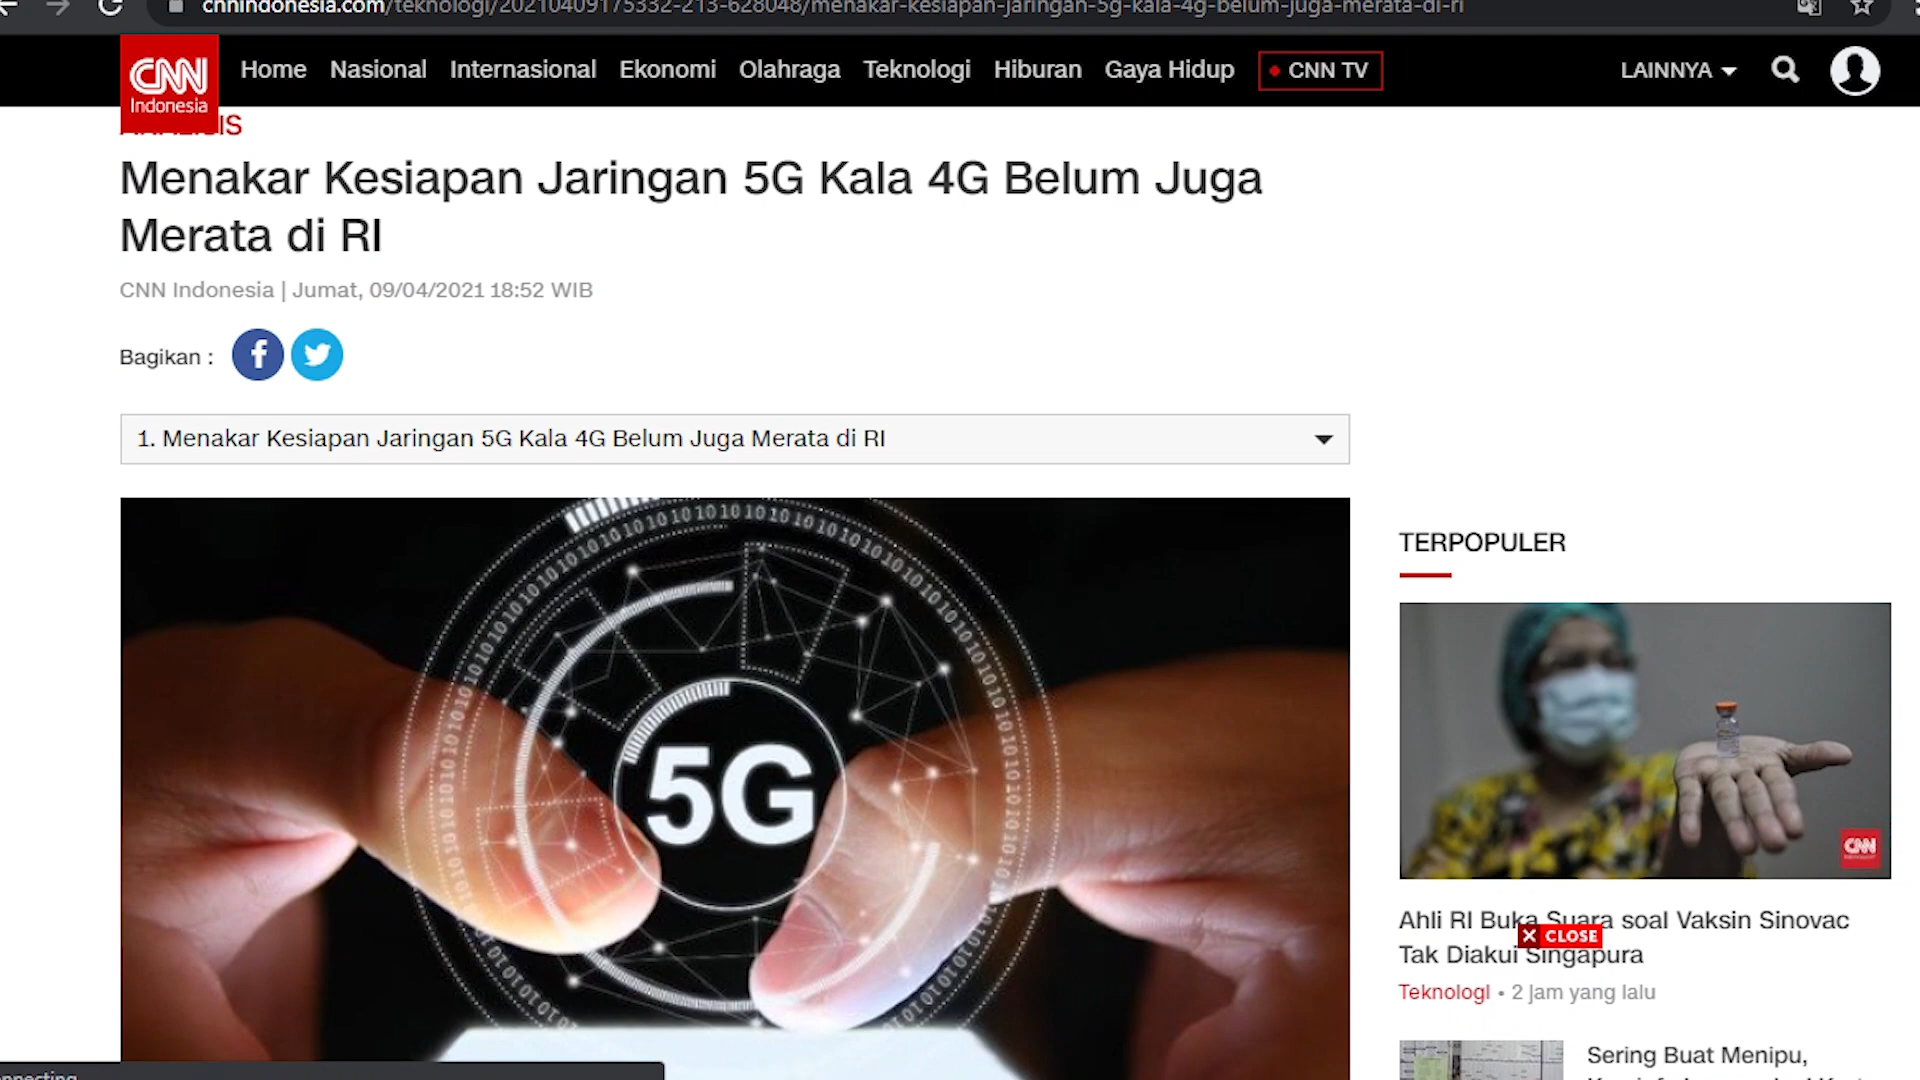 cnnindonesia.com/teknologi/20210409175332-213-628048/menakar-kesiapan-jaringan-5g-kala-4g-belum-juga-merata-di-ri
CNN
Indonesia
Home
Nasional
Internasional
Ekonomi
Olahraga
Teknologi
Hiburan
Gaya Hidup
CNN TV
LAINNYA
Menakar Kesiapan Jaringan 5G Kala 4G Belum Juga
Merata di RI
CNN Indonesia | Jumat, 09/04/2021 18:52 WIB
Bagikan :
1. Menakar Kesiapan Jaringan 5G Kala 4G Belum Juga Merata di RI
5G
TERPOPULER
CNN
Ahli RI Buka Suara soal Vaksin Sinovac
Tak Diakui Singapura
CLOSE
Teknologi • 2 jam yang lalu
Sering Buat Menipu,